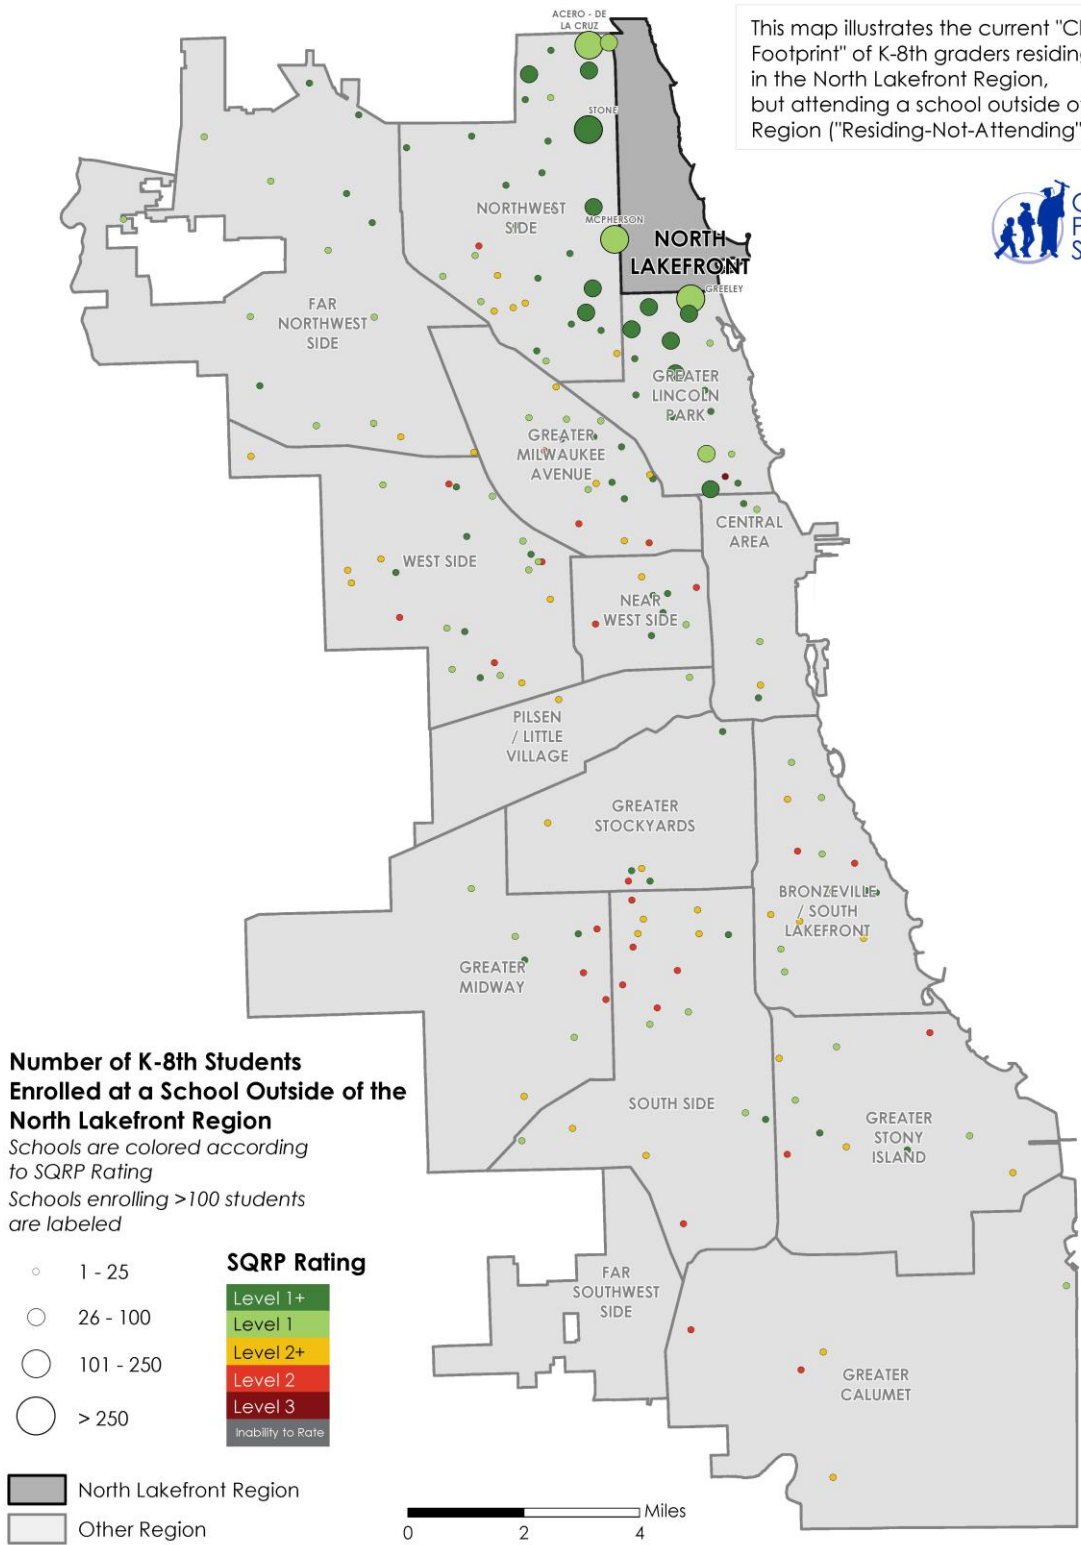 ACERO - DE
LA CRUZ
This map illustrates the current
Footprint" of K-8th graders residing
in the North Lakefront Region,
but attending a school outside
Region ("Residing-Not-Attending"
STONE
NORTHWEST
SIDE
MCPHERSON
NORTH
LAKEFRONT
GREELEY
FAR
NORTHWEST
SIDE
GREATER
LINCOLN
PARK
GREATER
MILWAUKEE
AVENUE
CENTRAL
AREA
WEST SIDE
NEAR
WEST SIDE
PILSEN
/ LITTLE
VILLAGE
GREATER
STOCKYARDS
BRONZEVILLE
/ SOUTH
LAKEFRONT
GREATER
MIDWAY
SOUTH SIDE
GREATER
STONY
ISLAND
FAR
SOUTHWEST
SIDE
GREATER
CALUMET
Number of K-8th Students
Enrolled at a School Outside of the
North Lakefront Region
Schools are colored according
to SQRP Rating
Schools enrolling >100 students
are labeled
1 - 25
26 - 100
101 - 250
> 250
SQRP Rating
Level 1+
Level 1
Level 2+
Level 2
Level 3
Inability to Rate
North Lakefront Region
Other Region
Miles
0 2 4